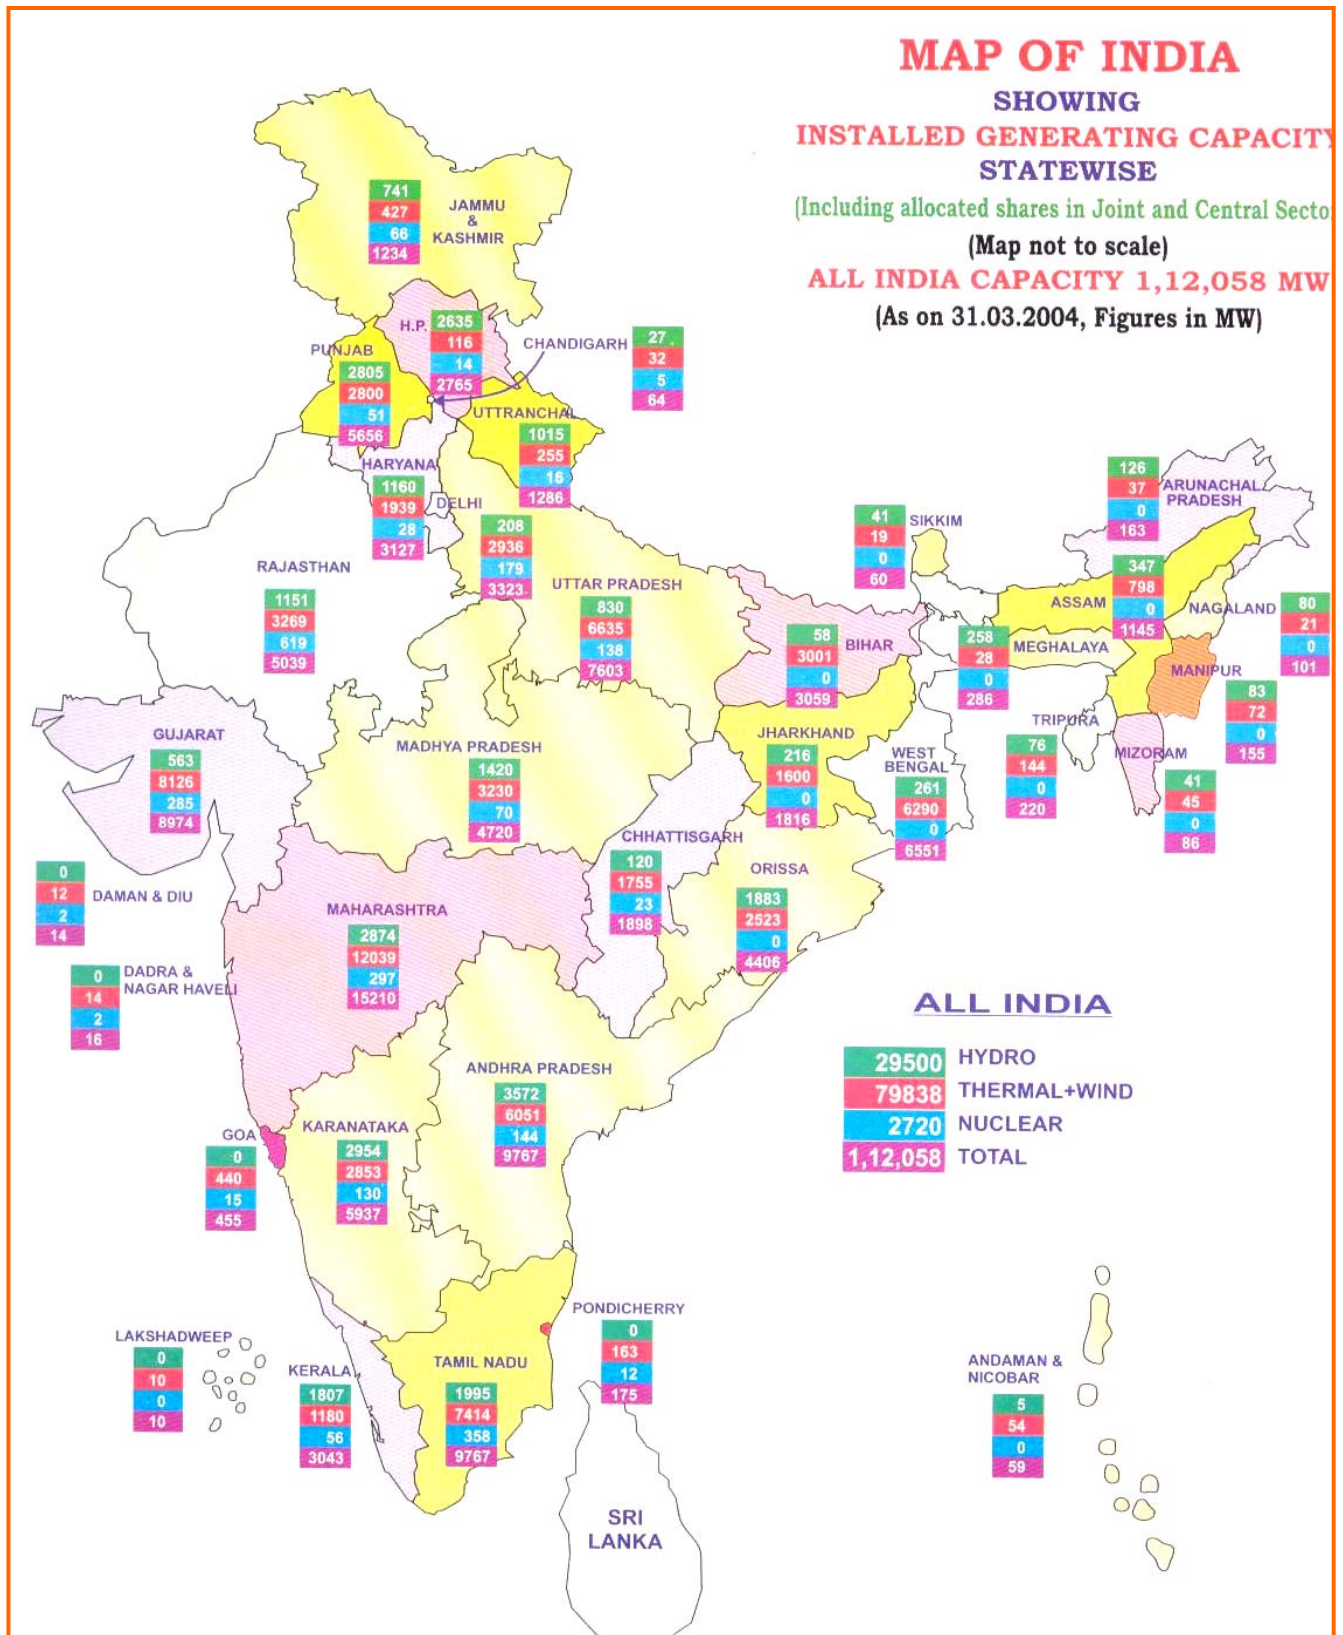 MAP OF INDIA
SHOWING
INSTALLED GENERATING CAPACITY
STATEWISE
(Including allocated shares in Joint and Central Secto
(Map not to scale)
ALL INDIA CAPACITY 1,12,058 MW
(As on 31.03.2004, Figures in MW)
JAMMU
&
KASHMIR
741
427
66
1234
H.P.
2635
116
14
2765
CHANDIGARH
27
32
5
64
PUNJAB
2805
2800
51
5656
UTTRANCHAL
1015
255
16
1286
HARYANA
1160
1939
28
3127
DELHI
208
2936
179
3323
RAJASTHAN
1151
3269
619
5039
UTTAR PRADESH
830
6635
138
7603
SIKKIM
41
19
0
60
ARUNACHAL
PRADESH
126
37
0
163
ASSAM
347
798
0
1145
NAGALAND
80
21
0
101
BIHAR
58
3001
0
3059
MEGHALAYA
258
28
0
286
MANIPUR
83
72
0
155
TRIPURA
76
144
0
220
MIZORAM
41
45
0
86
GUJARAT
563
8126
285
8974
MADHYA PRADESH
1420
3230
70
4720
JHARKHAND
216
1600
0
1816
WEST
BENGAL
261
6290
0
6551
CHHATTISGARH
120
1755
23
1898
ORISSA
1883
2523
0
4406
DAMAN & DIU
0
12
2
14
MAHARASHTRA
2874
12039
297
15210
DADRA &
NAGAR HAVELI
0
14
2
16
ALL INDIA
29500 HYDRO
79838 THERMAL+WIND
2720 NUCLEAR
1,12,058 TOTAL
ANDHRA PRADESH
3572
6051
144
9767
KARANATAKA
2954
2853
130
5937
GOA
0
440
15
455
PONDICHERRY
0
163
12
175
LAKSHADWEEP
0
10
0
10
KERALA
1807
1180
56
3043
TAMIL NADU
1995
7414
358
9767
ANDAMAN &
NICOBAR
5
54
0
59
SRI
LANKA